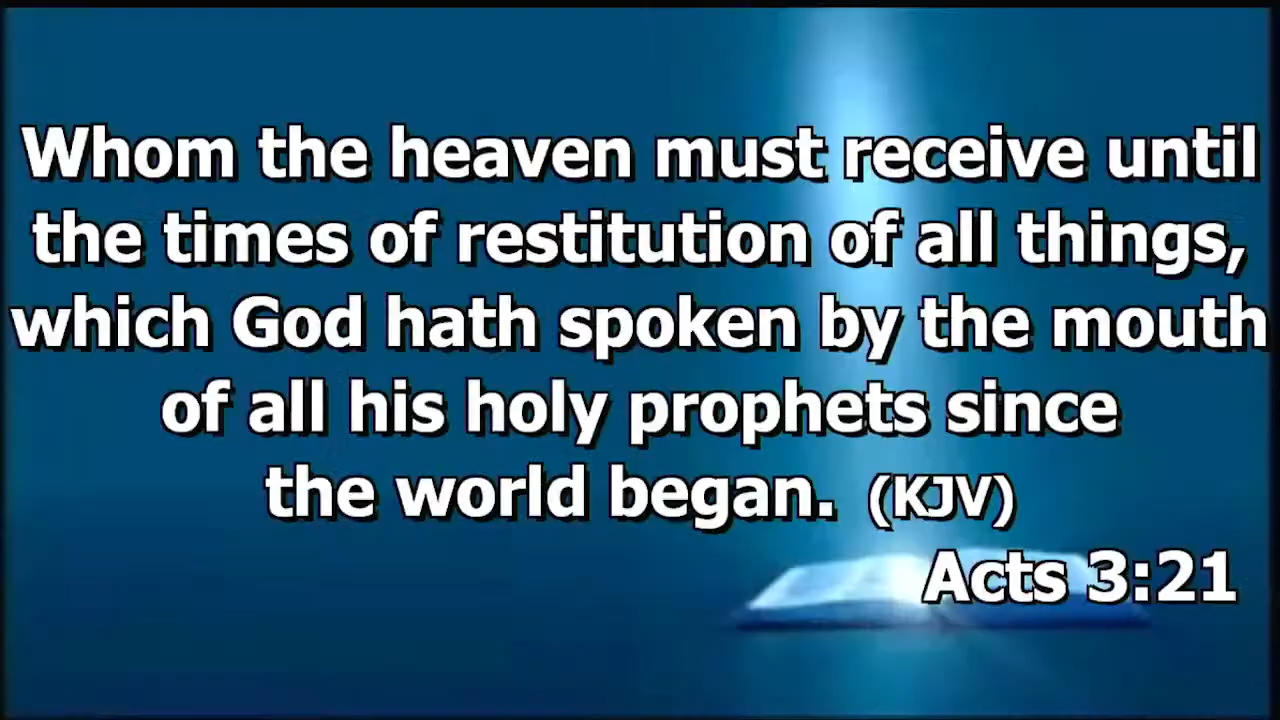 Whom the heaven must receive until
the times of restitution of all things,
which God hath spoken by the mouth
of all his holy prophets since
the world began. (KJV)
Acts 3:21